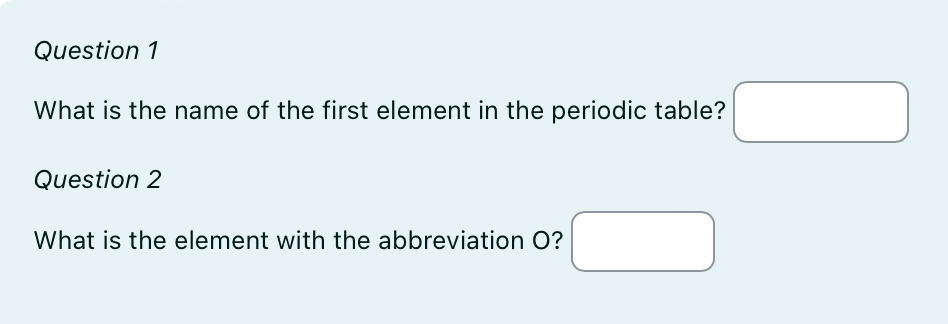 Question 1
What is the name of the first element in the periodic table?
Question 2
What is the element with the abbreviation O?